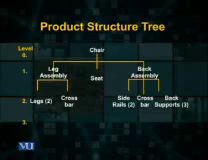 Product Structure Tree
Level
0.
Chair
1.
Leg
Assembly
Seat
Back
Assembly
2.
Legs (2)
Cross
bar
Side
Rails (2)
Cross
bar
Back
Supports (3)
3.
VU